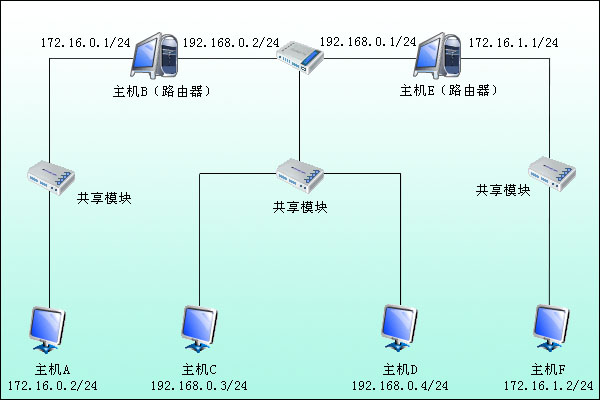 172.16.0.1/24
192.168.0.2/24
192.168.0.1/24
172.16.1.1/24
主机B（路由器）
主机E（路由器）
共享模块
共享模块
共享模块
主机A
172.16.0.2/24
主机C
192.168.0.3/24
主机D
192.168.0.4/24
主机F
172.16.1.2/24